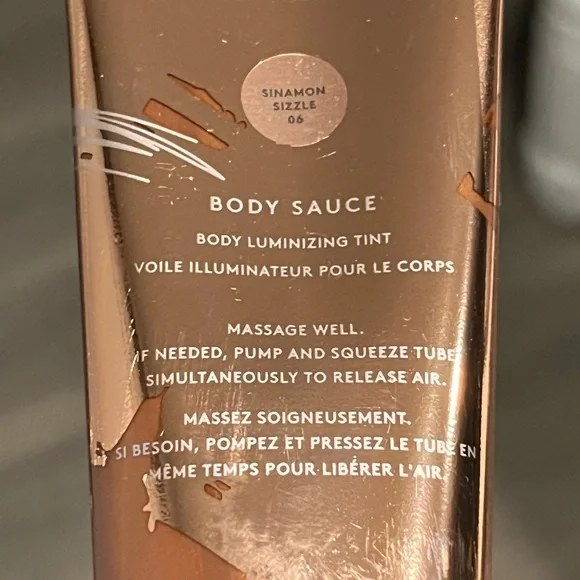 SINAMON
SIZZLE
06
BODY SAUCE
BODY LUMINIZING TINT
VOILE ILLUMINATEUR POUR LE CORPS
MASSAGE WELL.
IF NEEDED, PUMP AND SQUEEZE TUBE
SIMULTANEOUSLY TO RELEASE AIR.
MASSEZ SOIGNEUSEMENT.
SI BESOIN, POMPEZ ET PRESSEZ LE TUBE EN
MÊME TEMPS POUR LIBÉRER L'AIR.